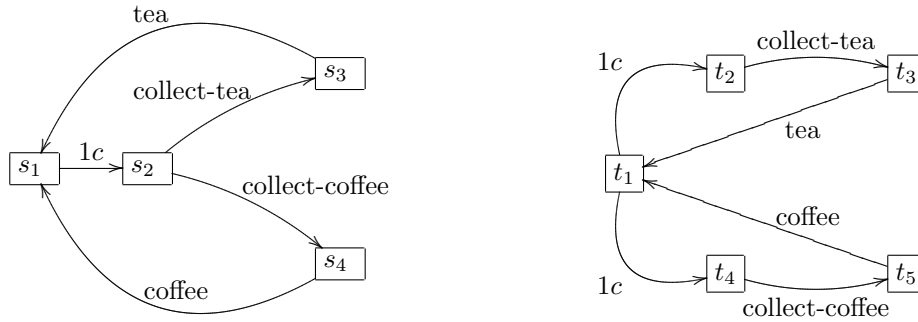 tea
s₃
collect-tea
s₁
1c
s₂
collect-coffee
s₄
coffee
1c
t₂
collect-tea
t₃
tea
t₁
coffee
1c
t₄
t₅
collect-coffee